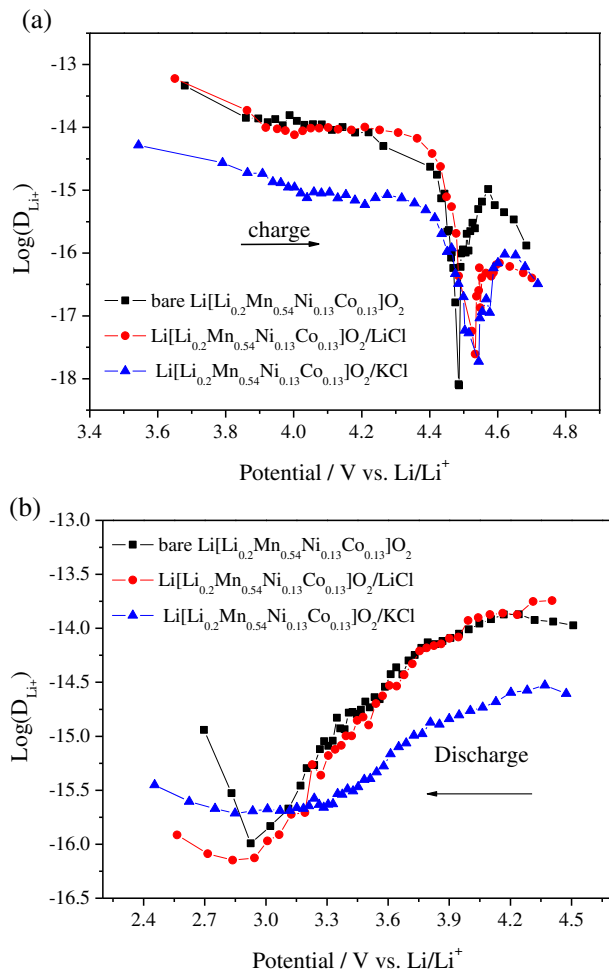 (a)
-13
-14
-15
-16
-17
-18
Log(D_Li+)
charge
bare Li[Li0.2Mn0.54Ni0.13Co0.13]O2
Li[Li0.2Mn0.54Ni0.13Co0.13]O2/LiCl
Li[Li0.2Mn0.54Ni0.13Co0.13]O2/KCl
3.4 3.6 3.8 4.0 4.2 4.4 4.6 4.8
Potential / V vs. Li/Li+
(b)
-13.0
-13.5
-14.0
-14.5
-15.0
-15.5
-16.0
-16.5
Log(D_Li+)
bare Li[Li0.2Mn0.54Ni0.13Co0.13]O2
Li[Li0.2Mn0.54Ni0.13Co0.13]O2/LiCl
Li[Li0.2Mn0.54Ni0.13Co0.13]O2/KCl
Discharge
2.4 2.7 3.0 3.3 3.6 3.9 4.2 4.5
Potential / V vs. Li/Li+